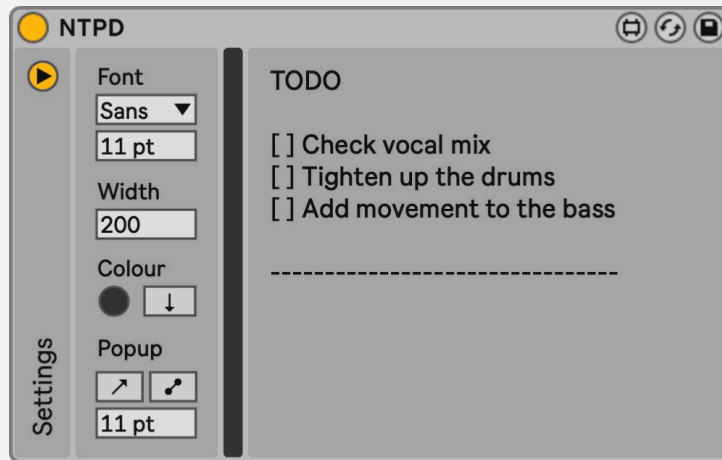 NTPD
Settings
Font
Sans
11 pt
Width
200
Colour
Popup
11 pt
TODO
[ ] Check vocal mix
[ ] Tighten up the drums
[ ] Add movement to the bass
--------------------------------